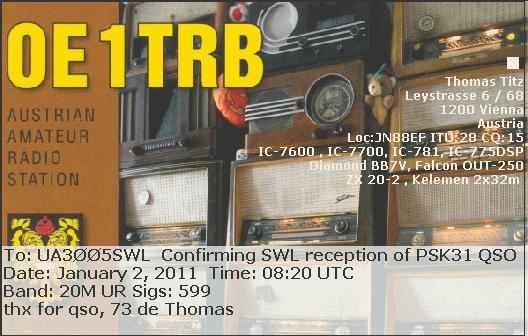 OE1TRB
AUSTRIAN
AMATEUR
RADIO
STATION
Thomas Titz
Leystrasse 6 / 68
1200 Vienna
Austria
Loc:JN88EF ITU:28 CQ:15
IC-7600 , IC-7700, IC-781, IC-775DSP
Diamond BB7V, Falcon OUT-250
ZX 20-2 , Kelemen 2x32m
To: UA3ØØ5SWL Confirming SWL reception of PSK31 QSO
Date: January 2, 2011 Time: 08:20 UTC
Band: 20M UR Sigs: 599
thx for qso, 73 de Thomas